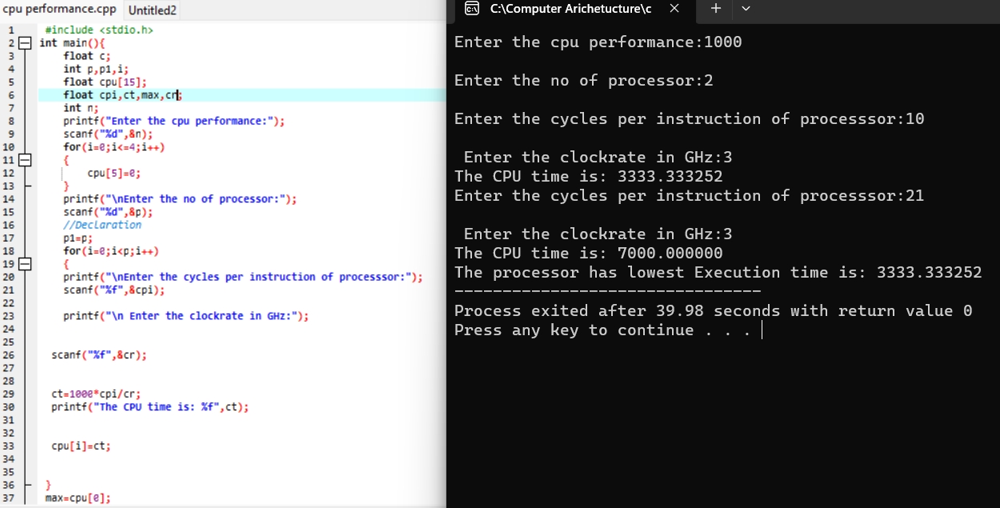 cpu performance.cpp Untitled2
1 #include <stdio.h>
2 int main(){
3 float c;
4 int p,p1,i;
5 float cpu[15];
6 float cpi,ct,max,cr;
7 int n;
8 printf("Enter the cpu performance:");
9 scanf("%d",&n);
10 for(i=0;i<=4;i++)
11 {
12 cpu[5]=0;
13 }
14 printf("\nEnter the no of processor:");
15 scanf("%d",&p);
16 //Declaration
17 p1=p;
18 for(i=0;i<p;i++)
19 {
20 printf("\nEnter the cycles per instruction of processsor:");
21 scanf("%f",&cpi);
22
23 printf("\n Enter the clockrate in GHz:");
24
25
26 scanf("%f",&cr);
27
28
29 ct=1000*cpi/cr;
30 printf("The CPU time is: %f",ct);
31
32
33 cpu[i]=ct;
34
35
36 }
37 max=cpu[0];
C:\Computer Arichetucture\c
Enter the cpu performance:1000
Enter the no of processor:2
Enter the cycles per instruction of processsor:10
Enter the clockrate in GHz:3
The CPU time is: 3333.333252
Enter the cycles per instruction of processsor:21
Enter the clockrate in GHz:3
The CPU time is: 7000.000000
The processor has lowest Execution time is: 3333.333252
--------------------------------
Process exited after 39.98 seconds with return value 0
Press any key to continue . . .